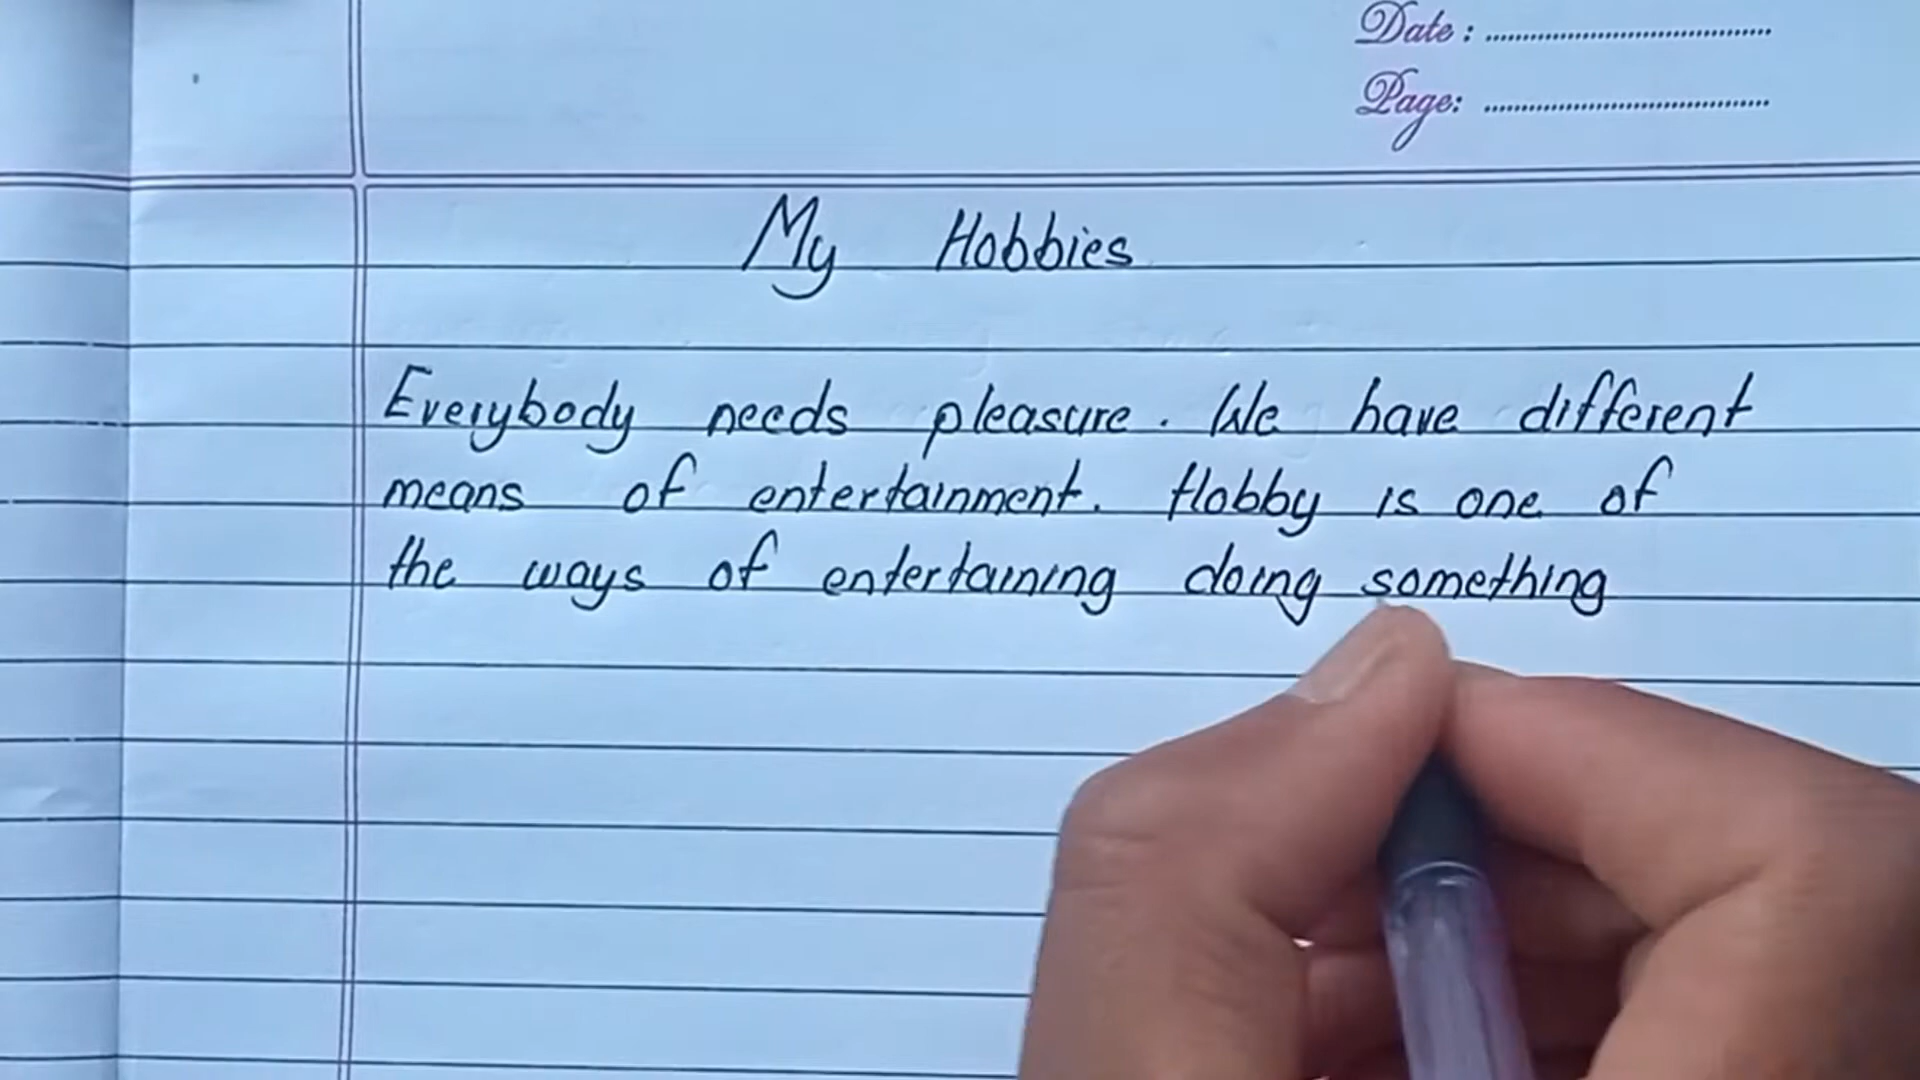 Date :
Page:
My Hobbies
Everybody needs pleasure. We have different
means of entertainment. Hobby is one of
the ways of entertaining doing something